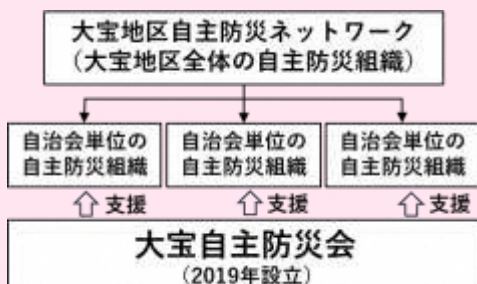 大宝地区自主防災ネットワーク
(大宝地区全体の自主防災組織)
自治会単位の
自主防災組織
自治会単位の
自主防災組織
自治会単位の
自主防災組織
支援
支援
支援
大宝自主防災会
(2019年設立)